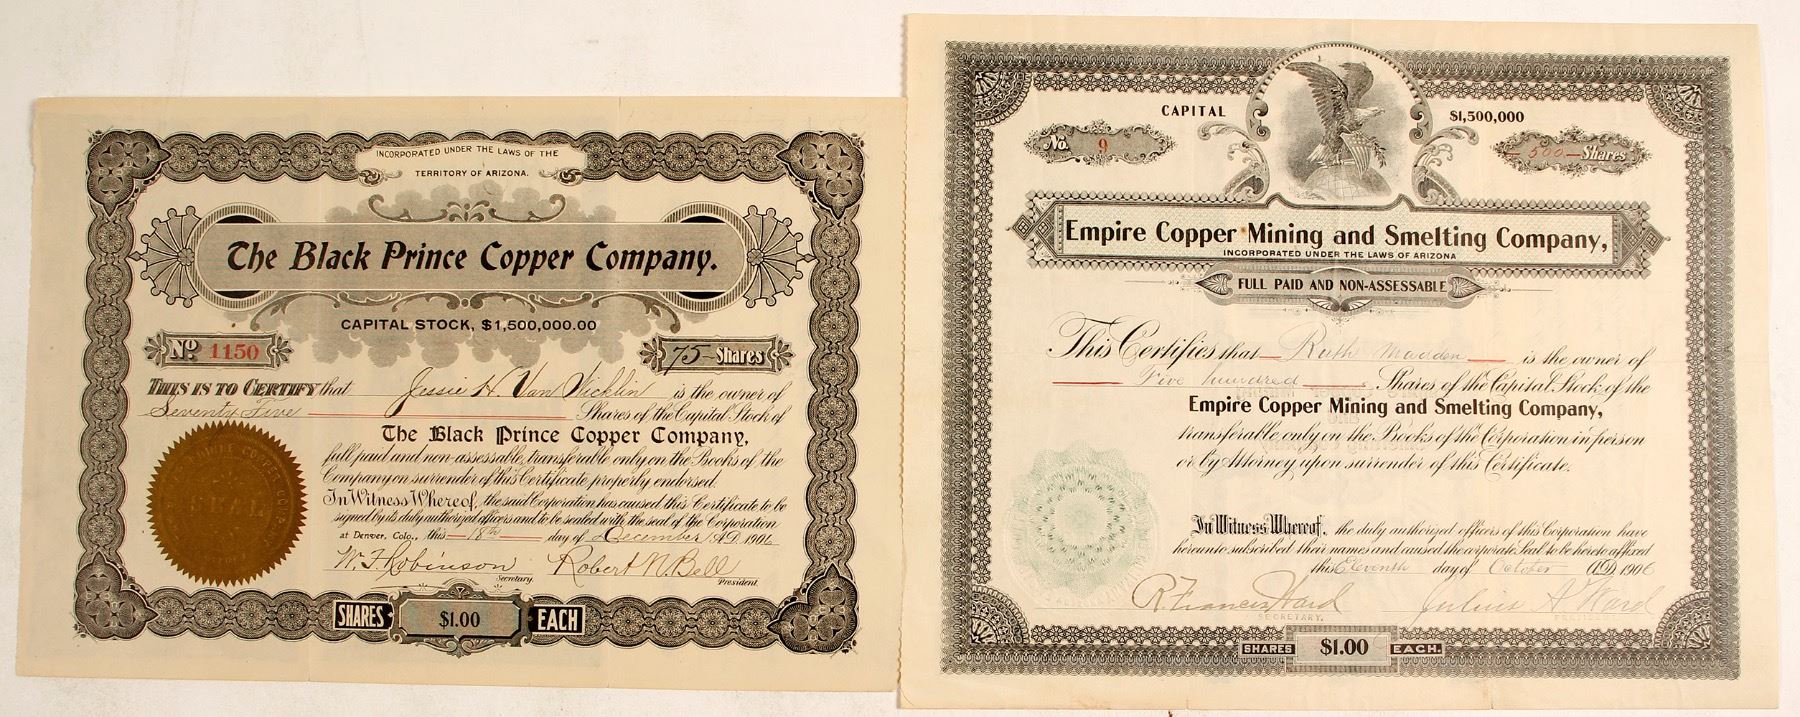 INCORPORATED UNDER THE LAWS OF THE
TERRITORY OF ARIZONA.
The Black Prince Copper Company.
CAPITAL STOCK, $1,500,000.00
No 1150
75 Shares
THIS IS TO CERTIFY that Jessie H. Van Sicklin is the owner of
Seventy Five Shares of the Capital Stock of
The Black Prince Copper Company,
full paid and non-assessable, transferable only on the Books of the
Company on surrender of this Certificate properly endorsed.
In Witness Whereof, the said Corporation has caused this Certificate to be
signed by its duly authorized officers and to be sealed with the seal of the Corporation
at Denver, Colo., this 18th day of December A.D. 1906
W. F. Robinson Secretary. Robert N. Bell President.
SEAL
SHARES $1.00 EACH
CAPITAL $1,500,000
No. 9
500 Shares
Empire Copper Mining and Smelting Company,
INCORPORATED UNDER THE LAWS OF ARIZONA
FULL PAID AND NON-ASSESSABLE
This Certifies that Ruth Madden is the owner of
Five hundred Shares of the Capital Stock of the
Empire Copper Mining and Smelting Company,
transferable only on the Books of the Corporation in person
or by Attorney upon surrender of this Certificate.
In Witness Whereof, the duly authorized officers of this Corporation have
hereunto subscribed their names and caused the corporate Seal to be hereto affixed
this Eleventh day of October A.D. 1906
R. Francis Ward Julius A Ward
SECRETARY. PRESIDENT
SHARES $1.00 EACH.